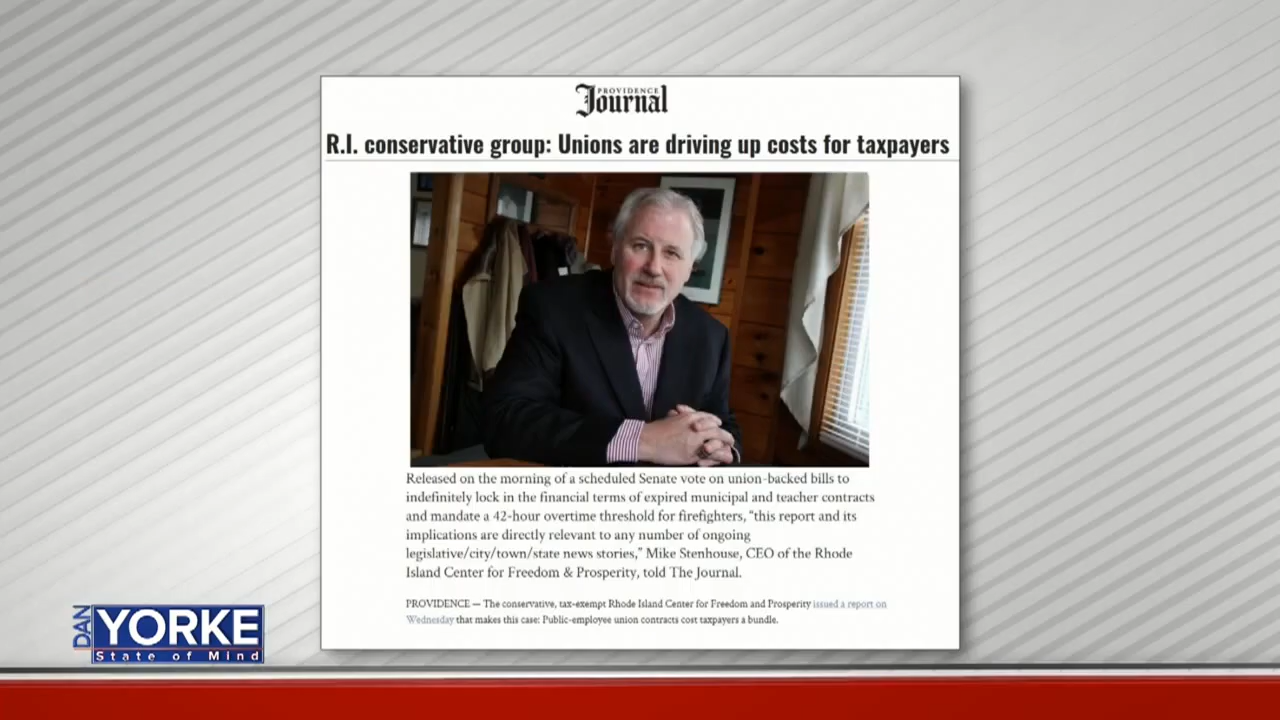 PROVIDENCE
Journal
R.I. conservative group: Unions are driving up costs for taxpayers
Released on the morning of a scheduled Senate vote on union-backed bills to
indefinitely lock in the financial terms of expired municipal and teacher contracts
and mandate a 42-hour overtime threshold for firefighters, “this report and its
implications are directly relevant to any number of ongoing
legislative/city/town/state news stories,” Mike Stenhouse, CEO of the Rhode
Island Center for Freedom & Prosperity, told The Journal.
PROVIDENCE — The conservative, tax-exempt Rhode Island Center for Freedom and Prosperity issued a report on
Wednesday that makes this case: Public-employee union contracts cost taxpayers a bundle.
DAN
YORKE
State of Mind